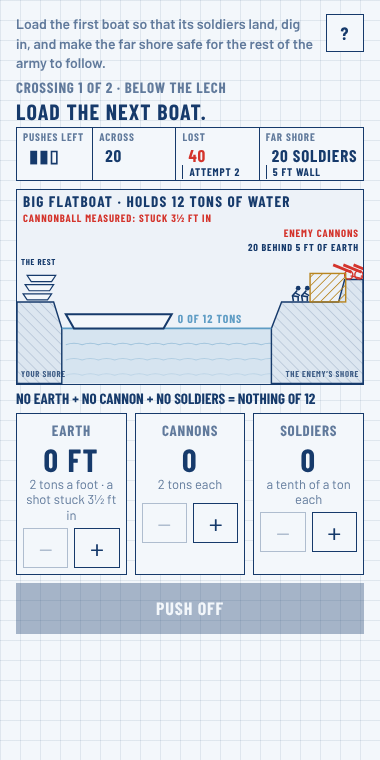 Load the first boat so that its soldiers land, dig
in, and make the far shore safe for the rest of the
army to follow.
?
CROSSING 1 OF 2 · BELOW THE LECH
LOAD THE NEXT BOAT.
PUSHES LEFT
ACROSS
20
LOST
40
ATTEMPT 2
FAR SHORE
20 SOLDIERS
5 FT WALL
BIG FLATBOAT · HOLDS 12 TONS OF WATER
CANNONBALL MEASURED: STUCK 3½ FT IN
ENEMY CANNONS
20 BEHIND 5 FT OF EARTH
THE REST
0 OF 12 TONS
YOUR SHORE
THE ENEMY'S SHORE
NO EARTH + NO CANNON + NO SOLDIERS = NOTHING OF 12
EARTH
0 FT
2 tons a foot · a
shot stuck 3½ ft
in
− +
CANNONS
0
2 tons each
− +
SOLDIERS
0
a tenth of a ton
each
− +
PUSH OFF